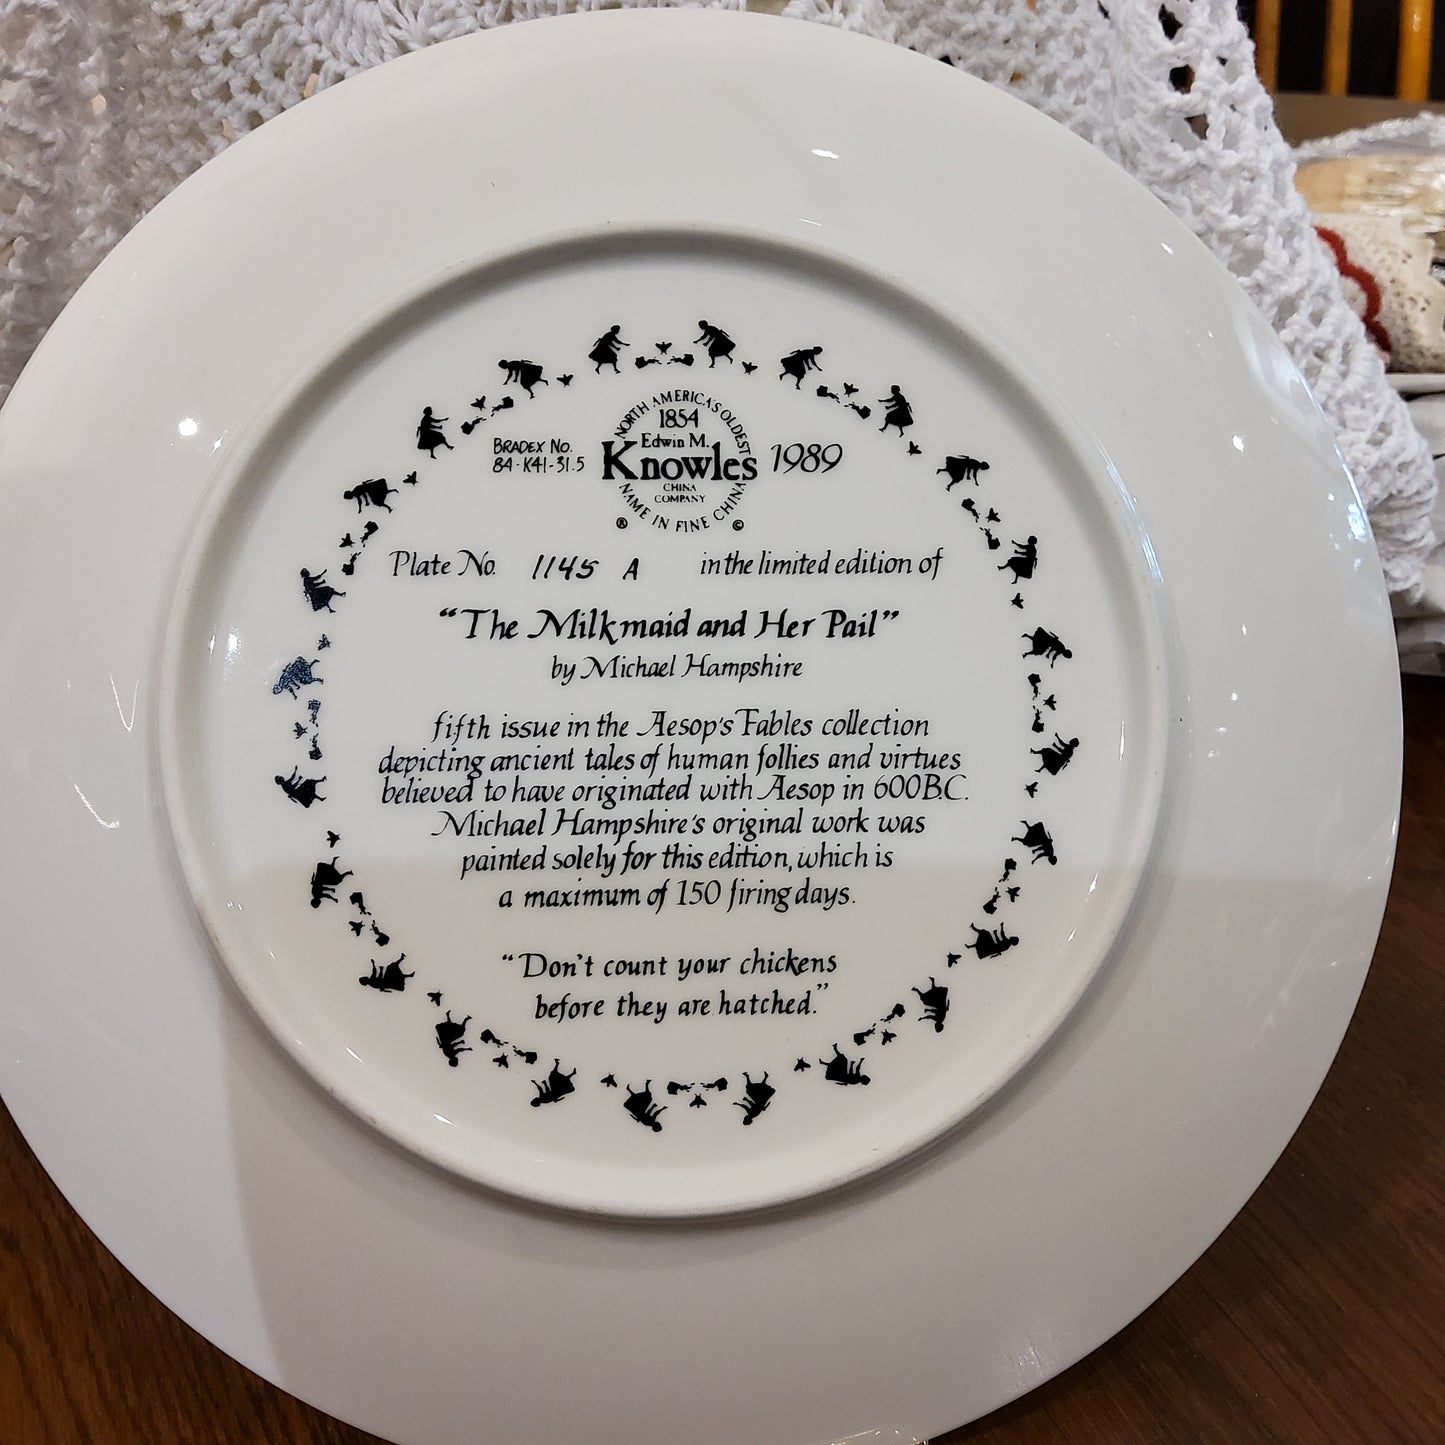 NORTH AMERICA'S OLDEST
1854
Edwin M.
BRADEX NO.
84-K41-31.5
Knowles
1989
CHINA
COMPANY
NAME IN FINE CHINA
® ©
Plate No. 1145 A in the limited edition of
“The Milkmaid and Her Pail”
by Michael Hampshire
fifth issue in the Aesop's Fables collection
depicting ancient tales of human follies and virtues
believed to have originated with Aesop in 600 B.C.
Michael Hampshire's original work was
painted solely for this edition, which is
a maximum of 150 firing days.
“Don't count your chickens
before they are hatched.”